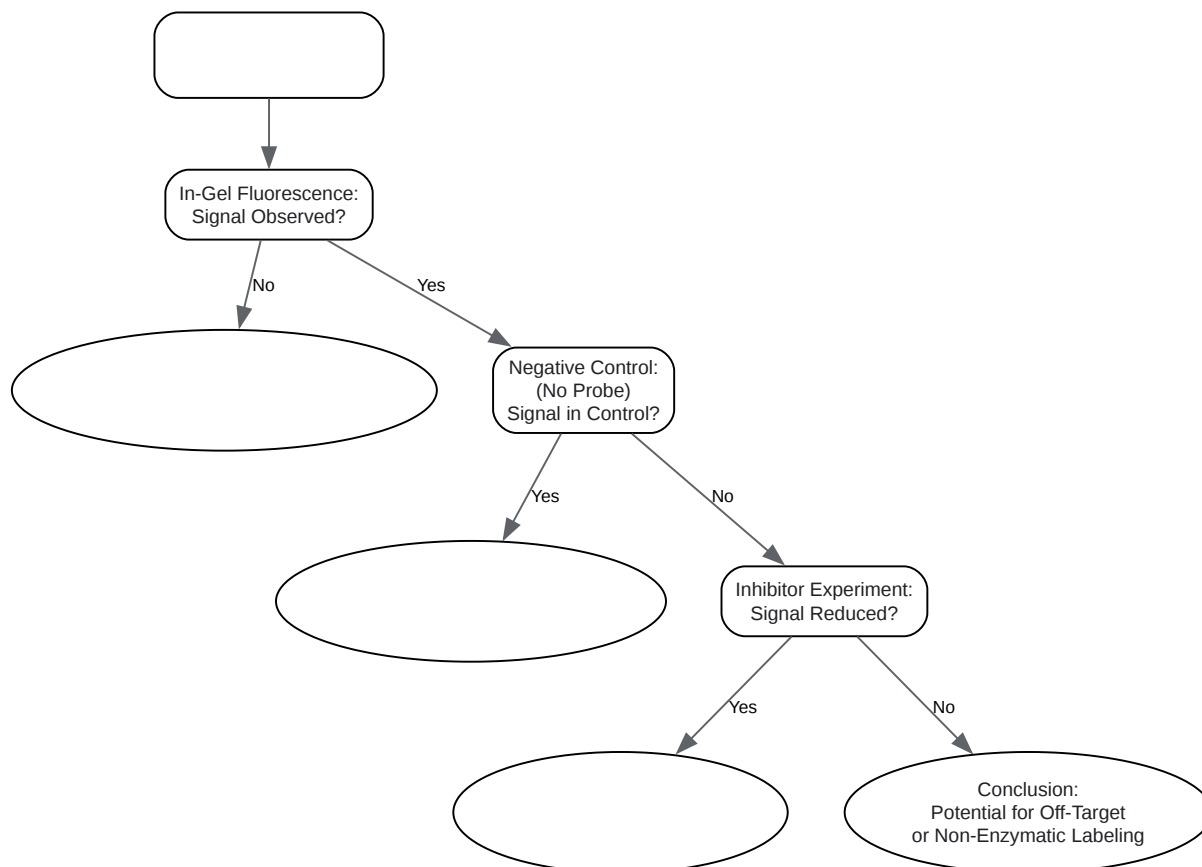 In-Gel Fluorescence:
Signal Observed?
No
Yes
Negative Control:
(No Probe)
Signal in Control?
Yes
No
Inhibitor Experiment:
Signal Reduced?
Yes
No
Conclusion:
Potential for Off-Target
or Non-Enzymatic Labeling